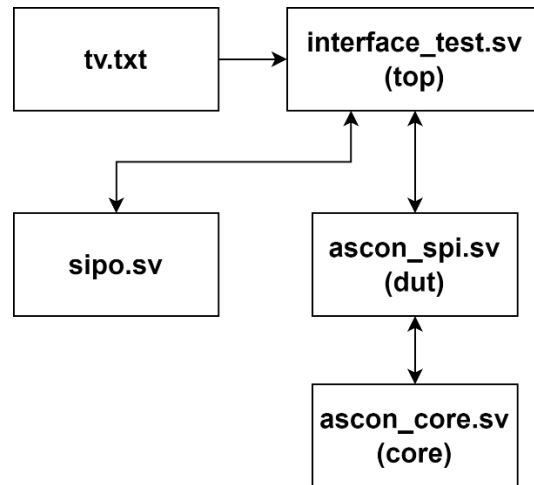 tv.txt
interface_test.sv
(top)
sipo.sv
ascon_spi.sv
(dut)
ascon_core.sv
(core)